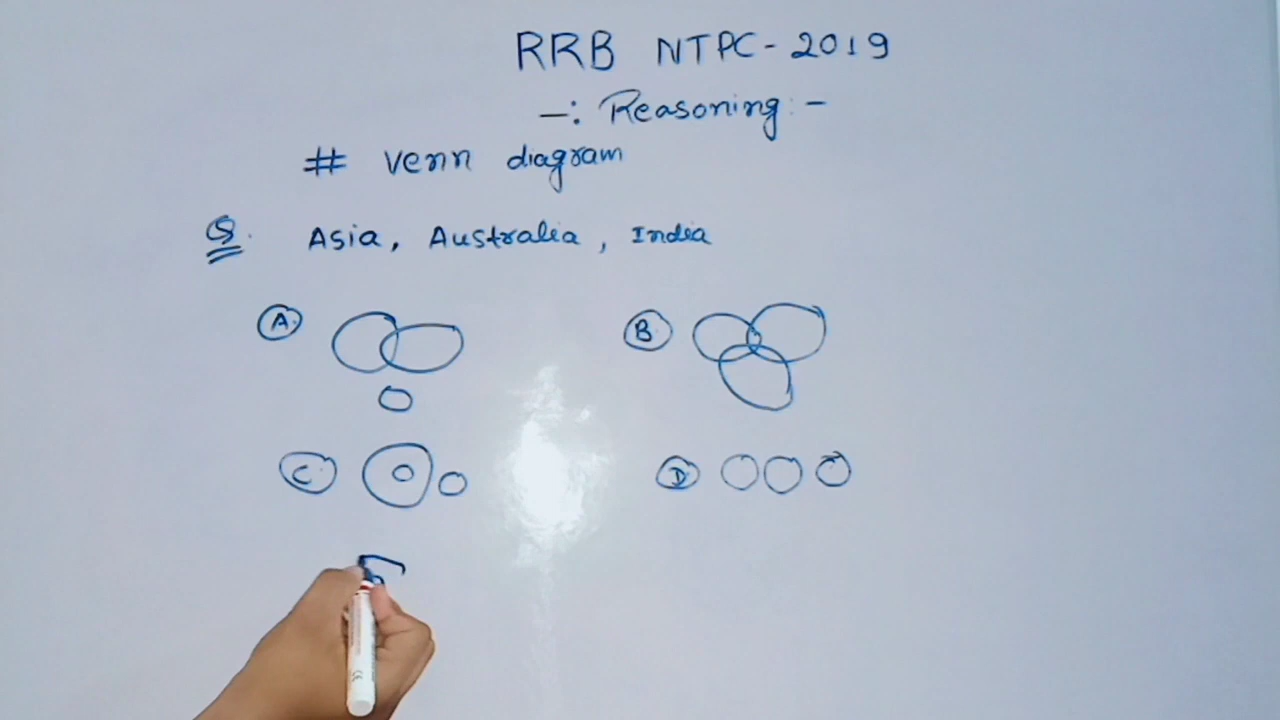 RRB NTPC-2019
-: Reasoning :-
# venn diagram
Q. Asia, Australia, India
A. B.
C. D.